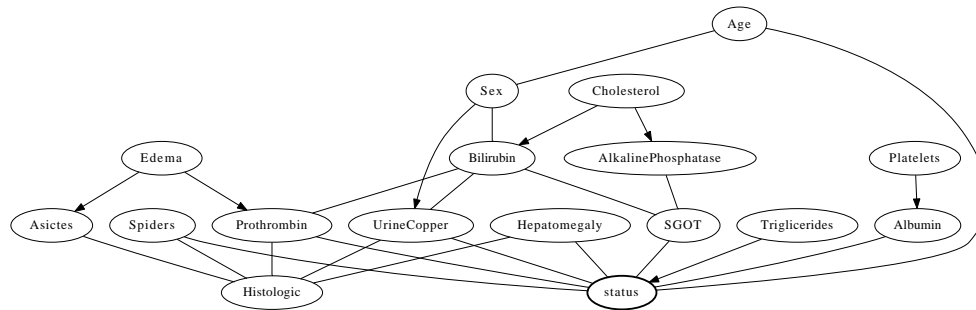 Age
Sex
Cholesterol
Edema
Bilirubin
AlkalinePhosphatase
Platelets
Asictes
Spiders
Prothrombin
UrineCopper
Hepatomegaly
SGOT
Triglicerides
Albumin
Histologic
status